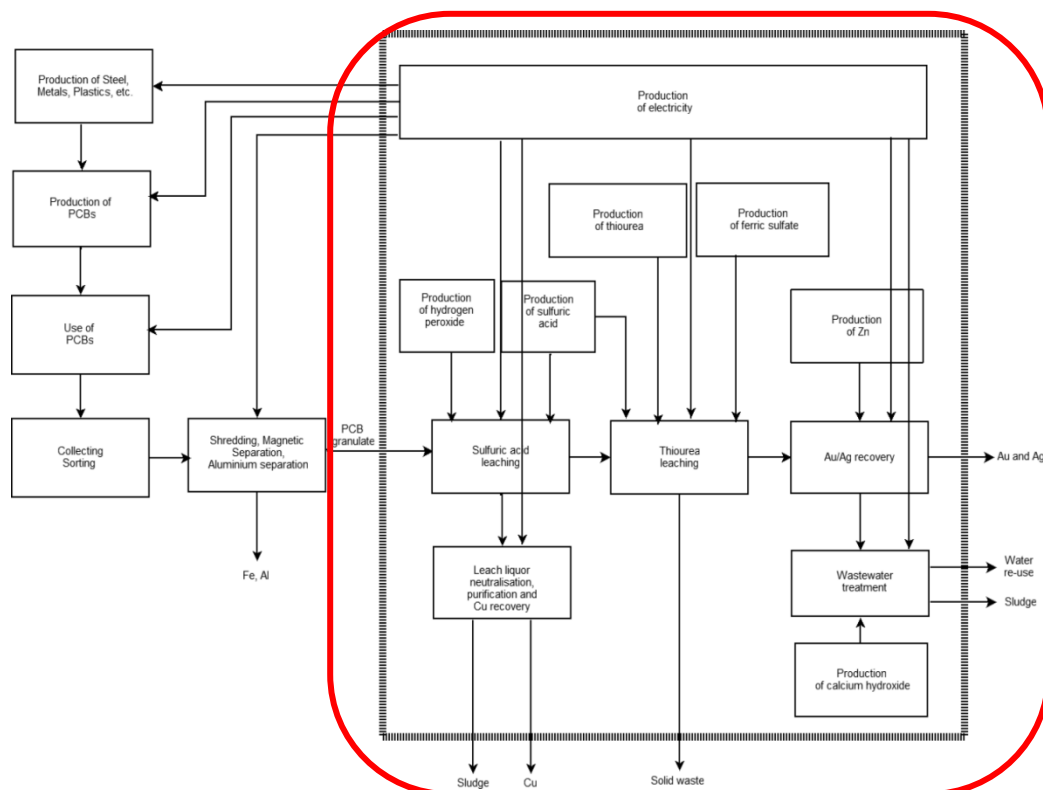 Production of Steel,
Metals, Plastics, etc.
Production
of electricity
Production of
PCBs
Production
of thiourea
Production
of ferric sulfate
Use of
PCBs
Production
of hydrogen
peroxide
Production
of sulfuric
acid
Production
of Zn
Collecting
Sorting
Shredding, Magnetic
Separation,
Aluminium separation
PCB
granulate
Sulfuric acid
leaching
Thiourea
leaching
Au/Ag recovery
Au and Ag
Fe, Al
Leach liquor
neutralisation,
purification and
Cu recovery
Wastewater
treatment
Water
re-use
Sludge
Production
of calcium hydroxide
Sludge
Cu
Solid waste